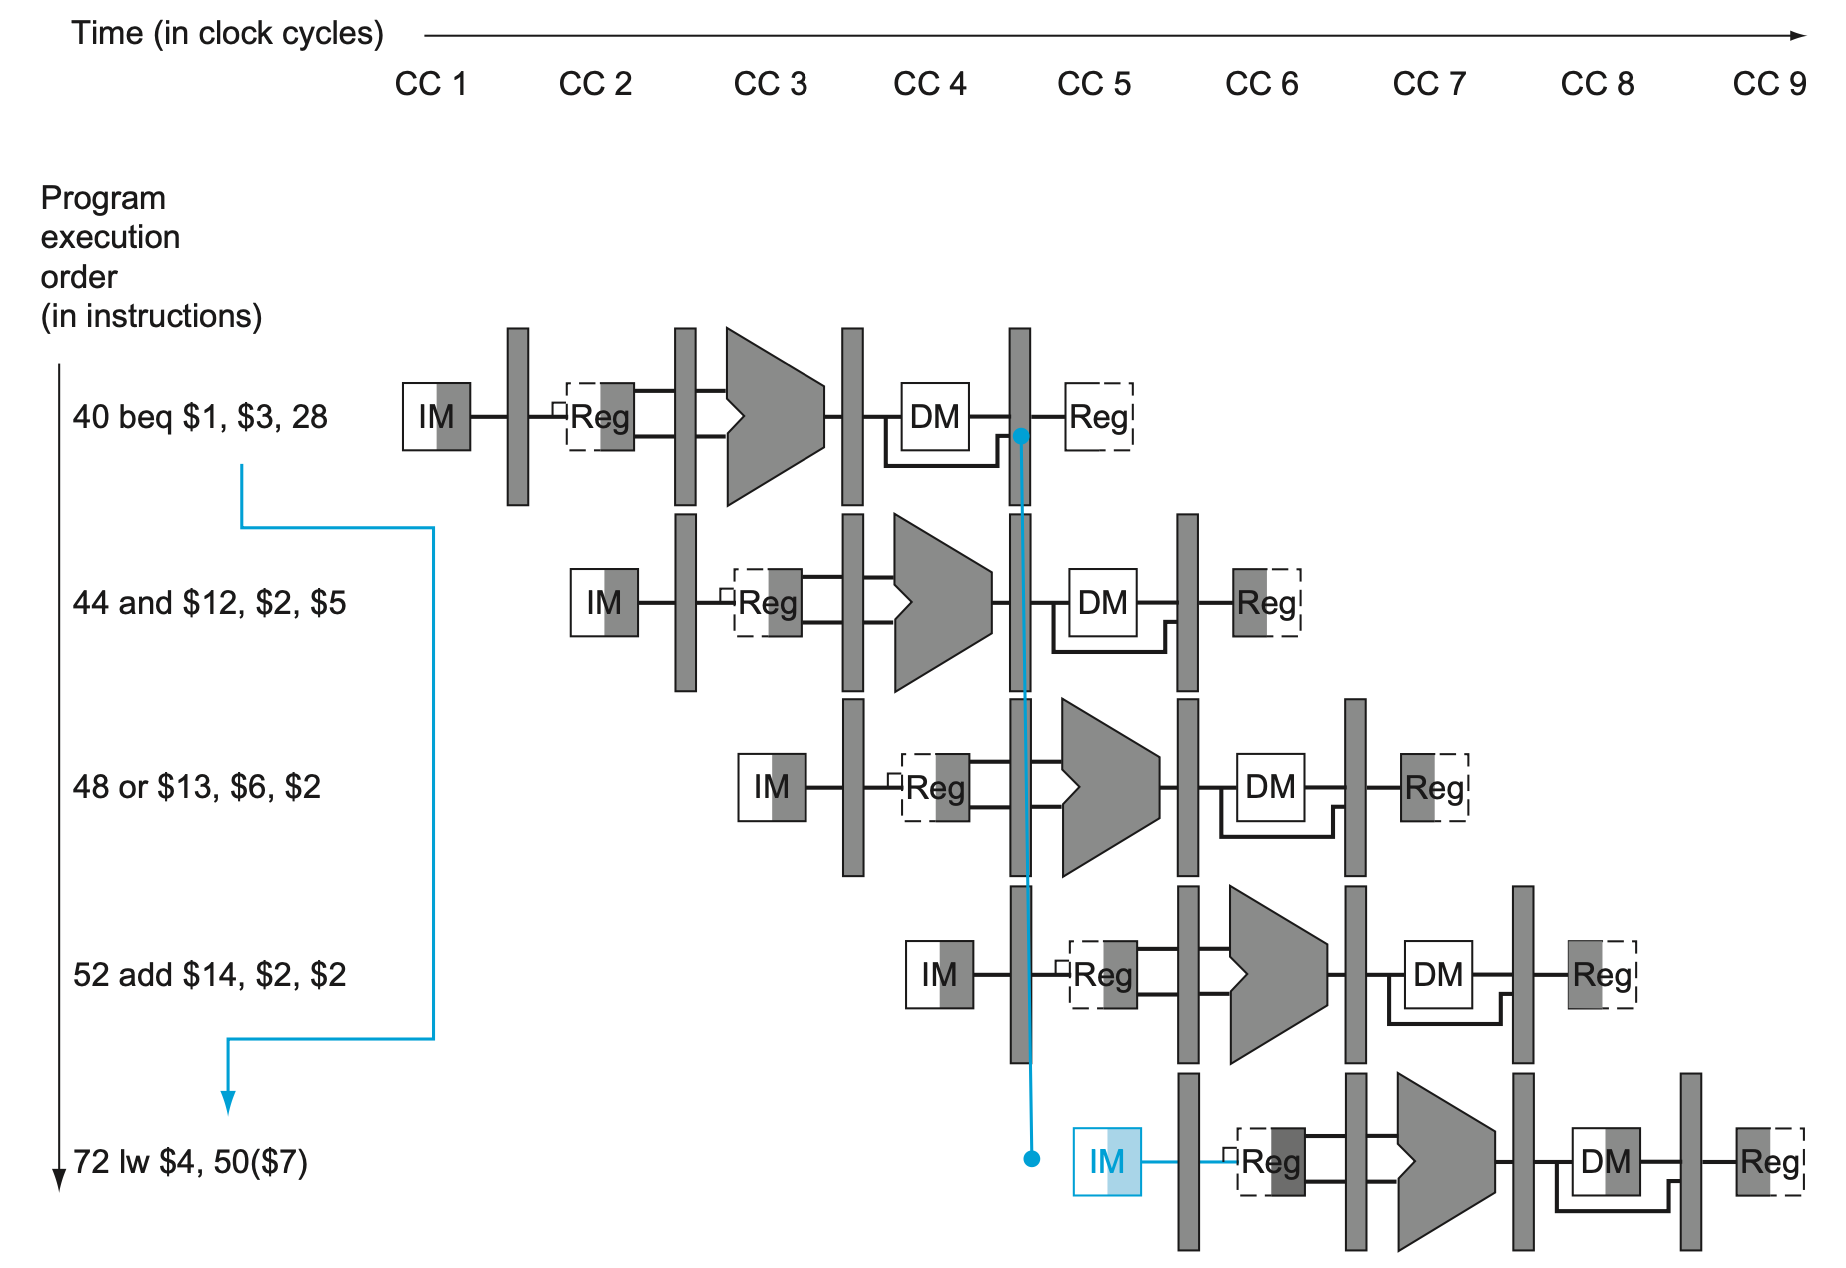 Time (in clock cycles)
CC 1 CC 2 CC 3 CC 4 CC 5 CC 6 CC 7 CC 8 CC 9
Program
execution
order
(in instructions)
40 beq $1, $3, 28
IM Reg DM Reg
44 and $12, $2, $5
IM Reg DM Reg
48 or $13, $6, $2
IM Reg DM Reg
52 add $14, $2, $2
IM Reg DM Reg
72 lw $4, 50($7)
IM Reg DM Reg